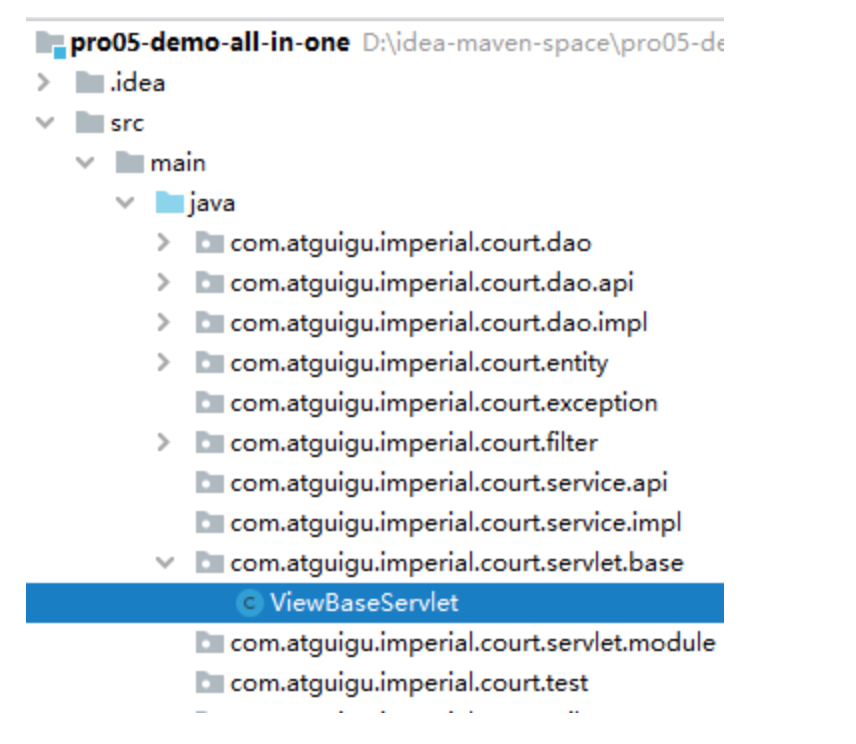 pro05-demo-all-in-one D:\idea-maven-space\pro05-de
.idea
src
main
java
com.atguigu.imperial.court.dao
com.atguigu.imperial.court.dao.api
com.atguigu.imperial.court.dao.impl
com.atguigu.imperial.court.entity
com.atguigu.imperial.court.exception
com.atguigu.imperial.court.filter
com.atguigu.imperial.court.service.api
com.atguigu.imperial.court.service.impl
com.atguigu.imperial.court.servlet.base
C ViewBaseServlet
com.atguigu.imperial.court.servlet.module
com.atguigu.imperial.court.test